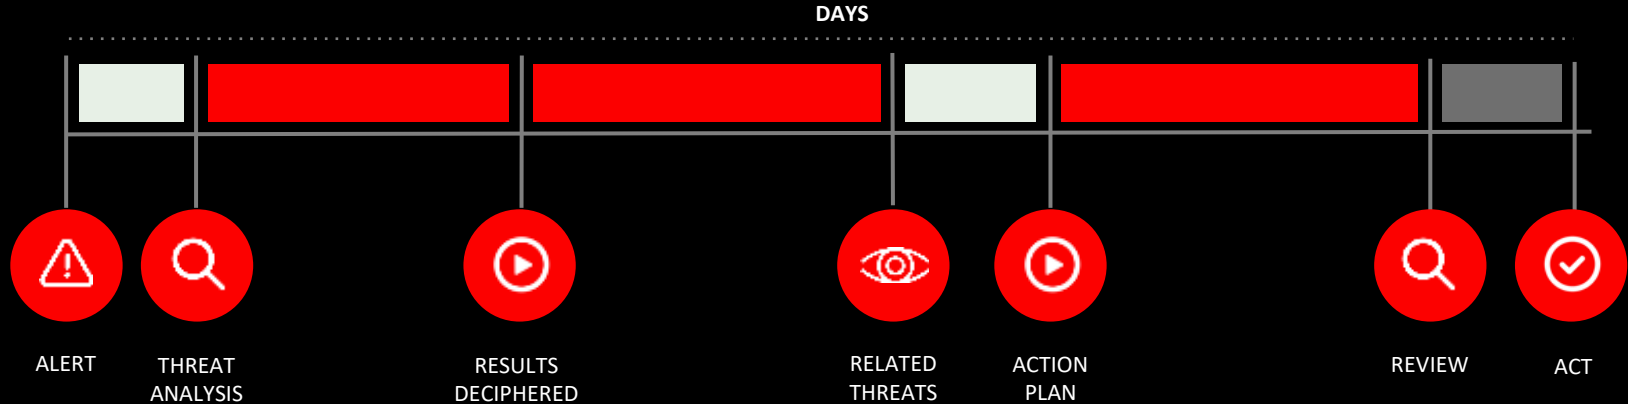 DAYS
ALERT
THREAT
ANALYSIS
RESULTS
DECIPHERED
RELATED
THREATS
ACTION
PLAN
REVIEW
ACT